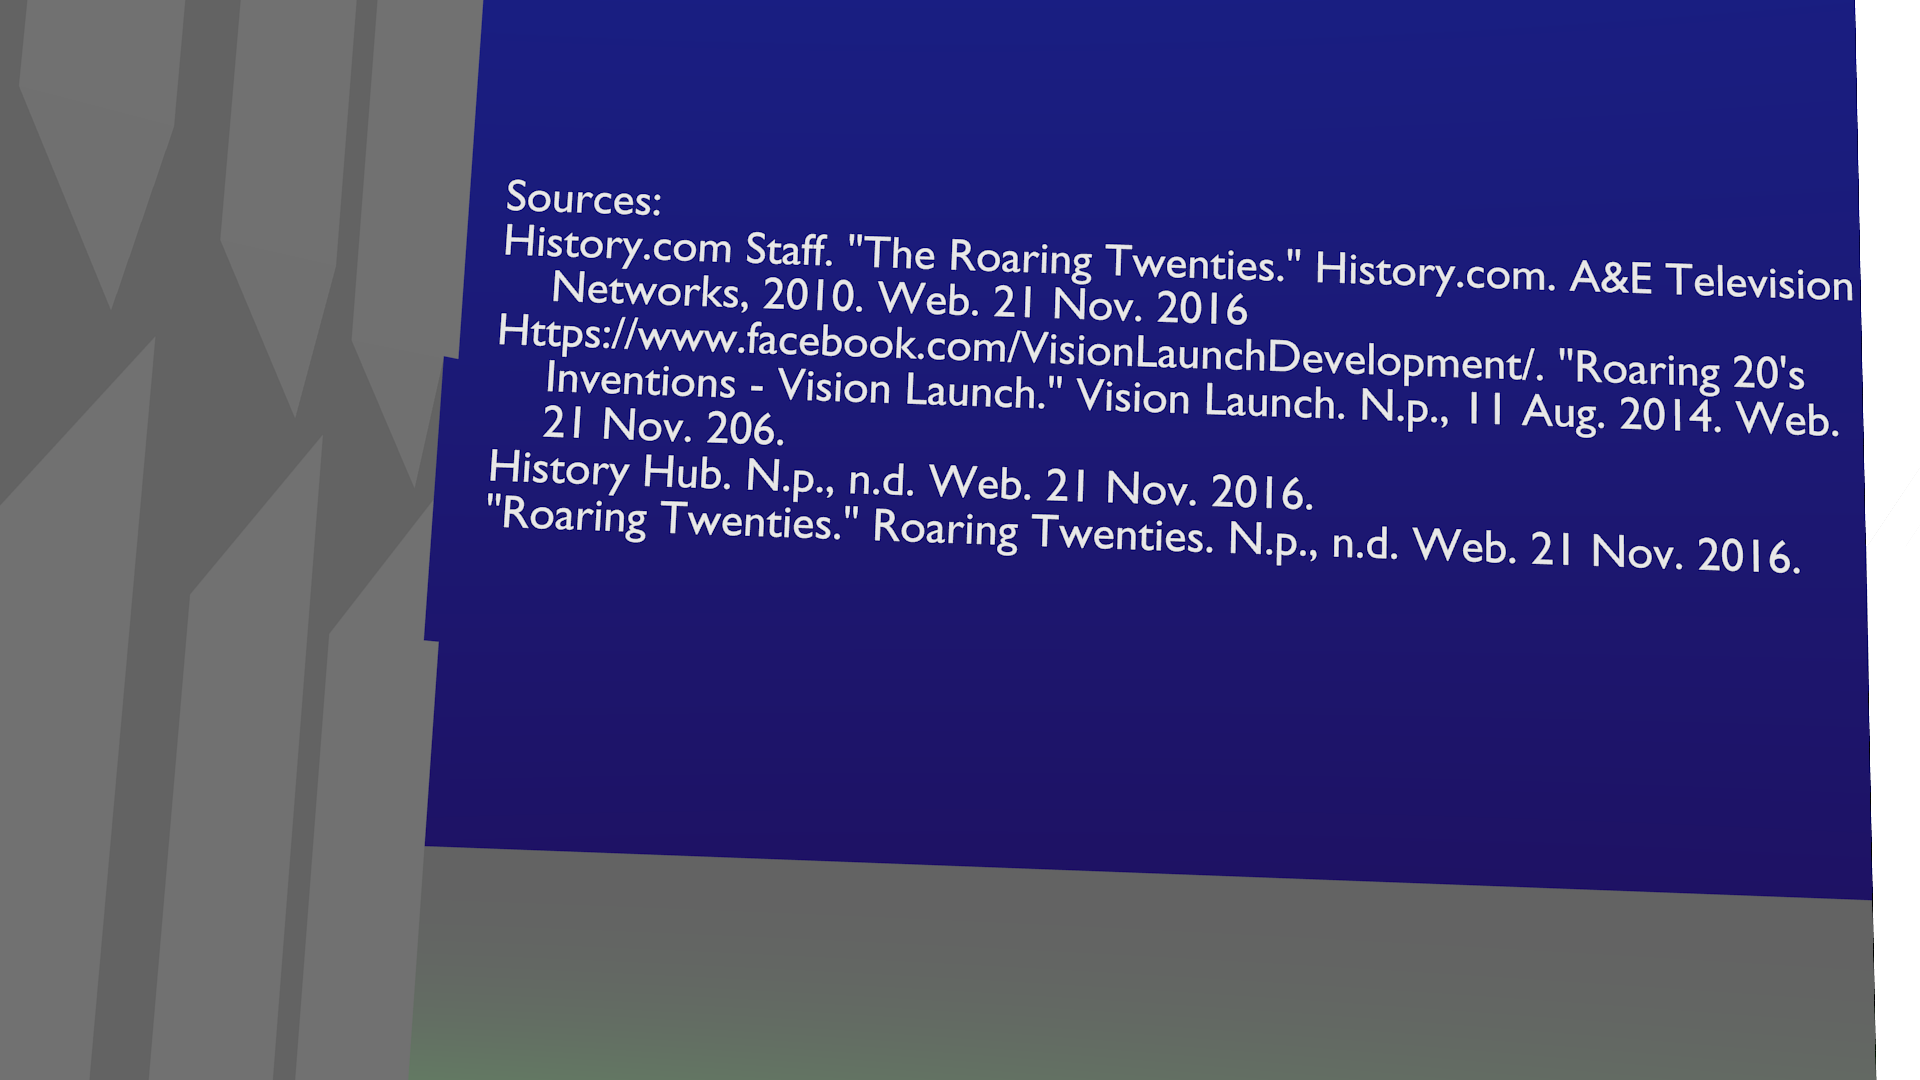 Sources:
History.com Staff. "The Roaring Twenties." History.com. A&E Television
Networks, 2010. Web. 21 Nov. 2016
Https://www.facebook.com/VisionLaunchDevelopment/. "Roaring 20's
Inventions - Vision Launch." Vision Launch. N.p., 11 Aug. 2014. Web.
21 Nov. 206.
History Hub. N.p., n.d. Web. 21 Nov. 2016.
"Roaring Twenties." Roaring Twenties. N.p., n.d. Web. 21 Nov. 2016.